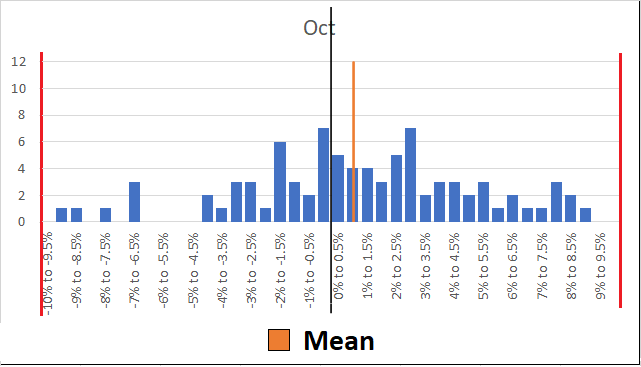 Oct
12
10
8
6
4
2
0
-10% to -9.5%
-9% to -8.5%
-8% to -7.5%
-7% to -6.5%
-6% to -5.5%
-5% to -4.5%
-4% to -3.5%
-3% to -2.5%
-2% to -1.5%
-1% to -0.5%
0% to 0.5%
1% to 1.5%
2% to 2.5%
3% to 3.5%
4% to 4.5%
5% to 5.5%
6% to 6.5%
7% to 7.5%
8% to 8.5%
9% to 9.5%
Mean